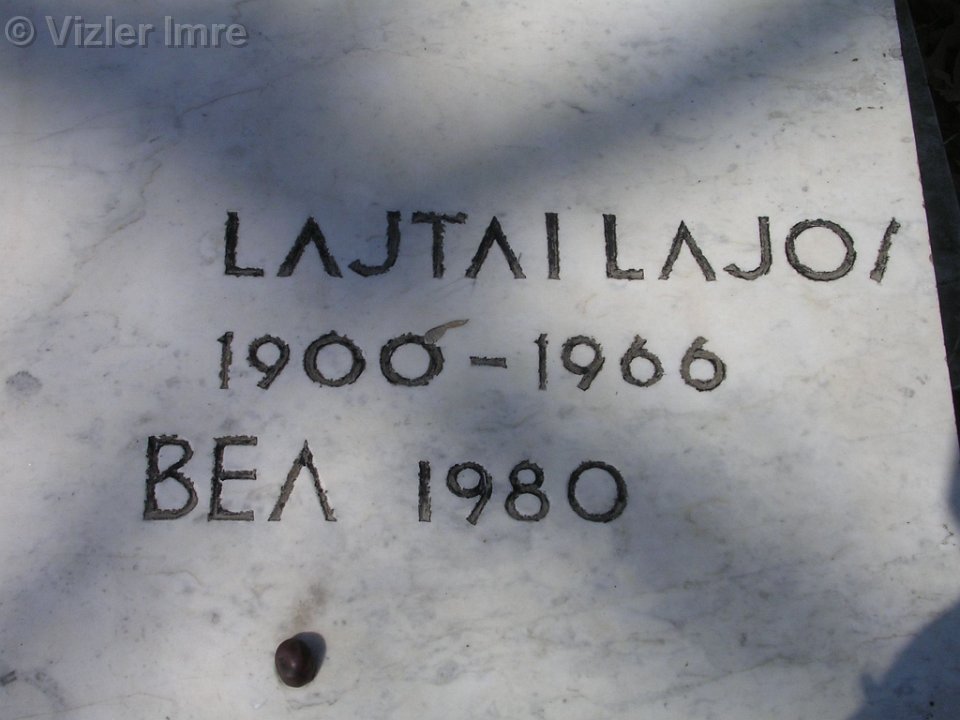 © Vizler Imre
LAJTAI LAJOS
1900-1966
BEA 1980